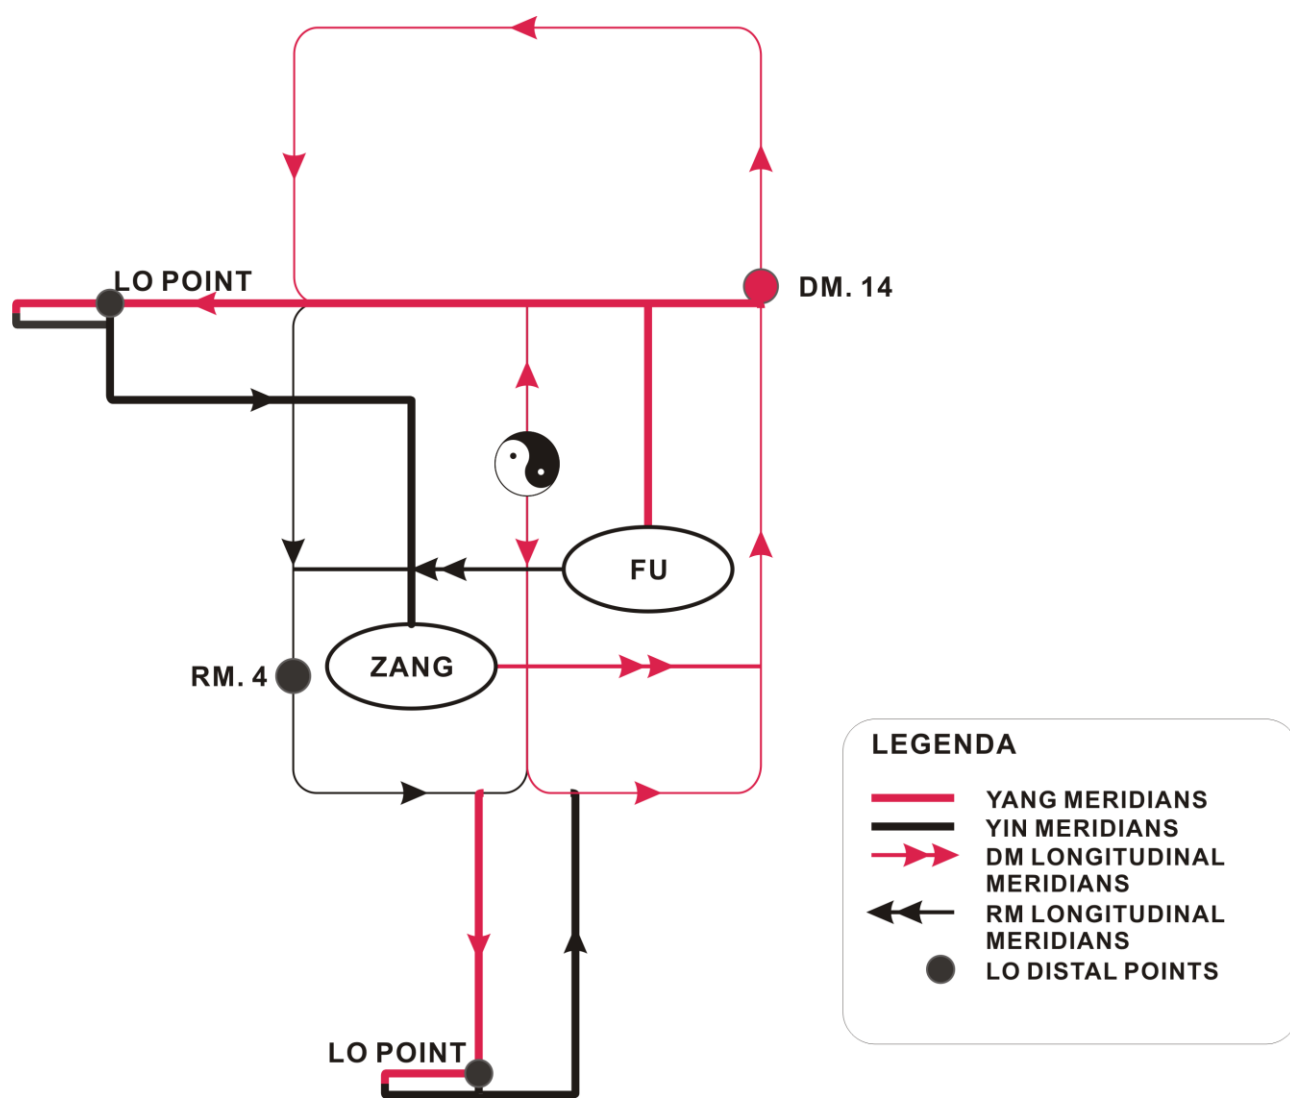 LO POINT
DM. 14
FU
ZANG
RM. 4
LEGENDA
YANG MERIDIANS
YIN MERIDIANS
DM LONGITUDINAL
MERIDIANS
RM LONGITUDINAL
MERIDIANS
LO DISTAL POINTS
LO POINT